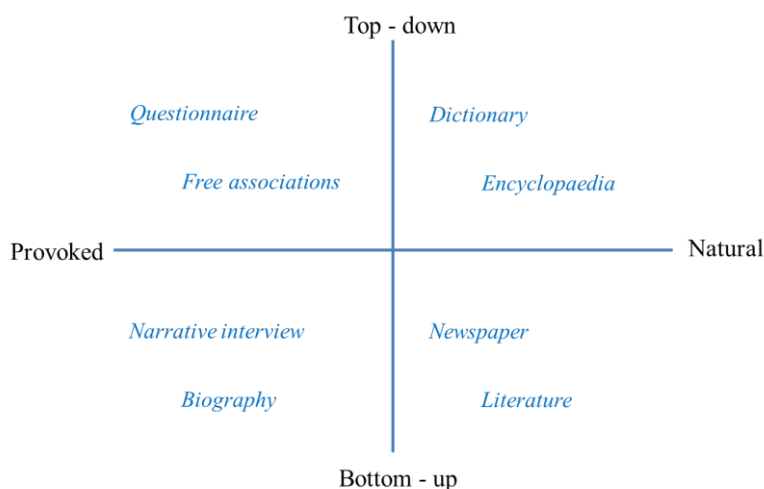 Top - down
Questionnaire
Dictionary
Free associations
Encyclopaedia
Provoked
Natural
Narrative interview
Newspaper
Biography
Literature
Bottom - up